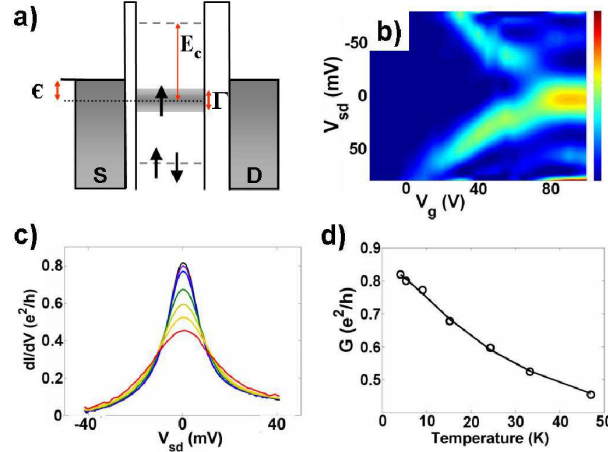 a)
E_c
ϵ
Γ
S
D
b)
V_sd (mV)
-50
0
50
0
40
80
V_g (V)
c)
dI/dV (e²/h)
0.8
0.6
0.4
0.2
0
-40
0
40
V_sd (mV)
d)
G (e²/h)
0.9
0.8
0.7
0.6
0.5
0
10
20
30
40
50
Temperature (K)